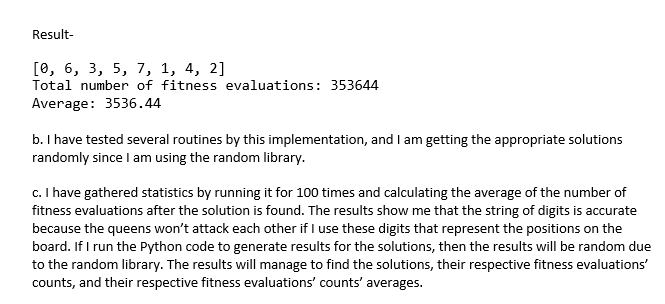 Result-
[0, 6, 3, 5, 7, 1, 4, 2]
Total number of fitness evaluations: 353644
Average: 3536.44
b. I have tested several routines by this implementation, and I am getting the appropriate solutions
randomly since I am using the random library.
c. I have gathered statistics by running it for 100 times and calculating the average of the number of
fitness evaluations after the solution is found. The results show me that the string of digits is accurate
because the queens won’t attack each other if I use these digits that represent the positions on the
board. If I run the Python code to generate results for the solutions, then the results will be random due
to the random library. The results will manage to find the solutions, their respective fitness evaluations’
counts, and their respective fitness evaluations’ counts’ averages.